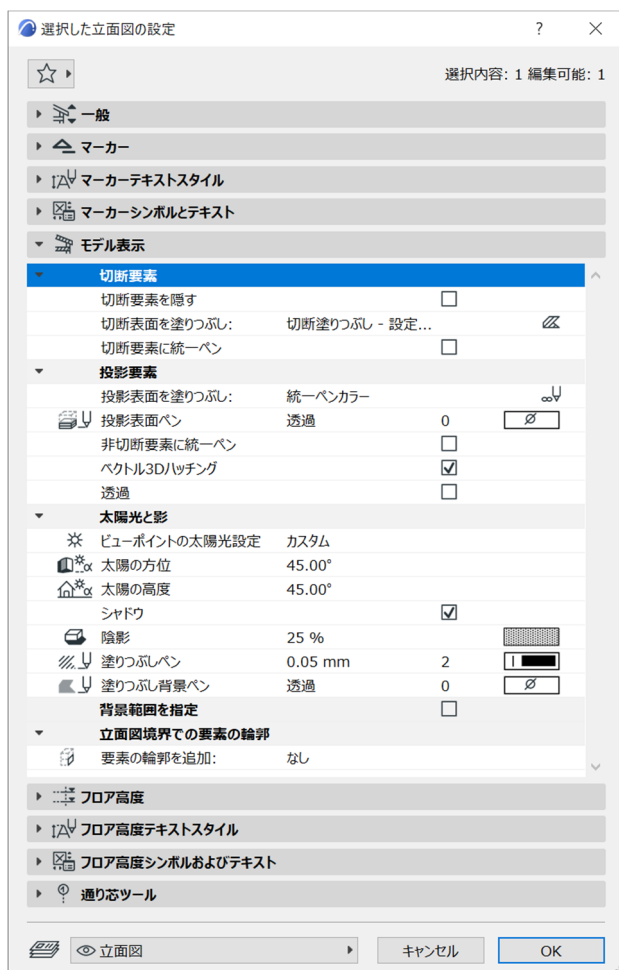 選択した立面図の設定 ?
選択内容: 1 編集可能: 1
一般
マーカー
マーカーテキストスタイル
マーカーシンボルとテキスト
モデル表示
切断要素
切断要素を隠す
切断表面を塗りつぶし: 切断塗りつぶし - 設定...
切断要素に統一ペン
投影要素
投影表面を塗りつぶし: 統一ペンカラー
投影表面ペン 透過 0
非切断要素に統一ペン
ベクトル3Dハッチング
透過
太陽光と影
ビューポイントの太陽光設定 カスタム
太陽の方位 45.00°
太陽の高度 45.00°
シャドウ
陰影 25 %
塗りつぶしペン 0.05 mm 2
塗りつぶし背景ペン 透過 0
背景範囲を指定
立面図境界での要素の輪郭
要素の輪郭を追加: なし
フロア高度
フロア高度テキストスタイル
フロア高度シンボルおよびテキスト
通り芯ツール
立面図 キャンセル OK